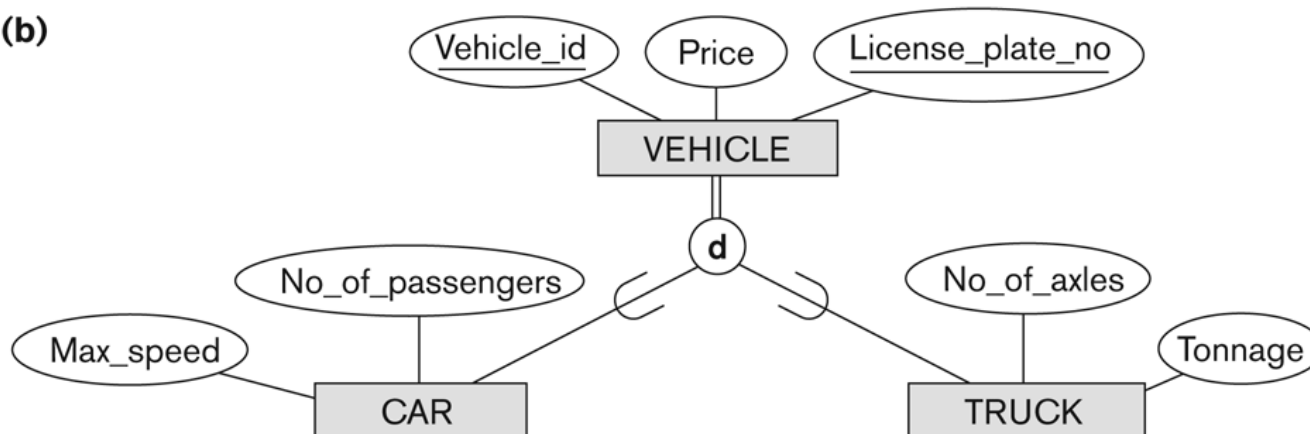 (b)
Vehicle_id
Price
License_plate_no
VEHICLE
d
No_of_passengers
No_of_axles
Max_speed
Tonnage
CAR
TRUCK